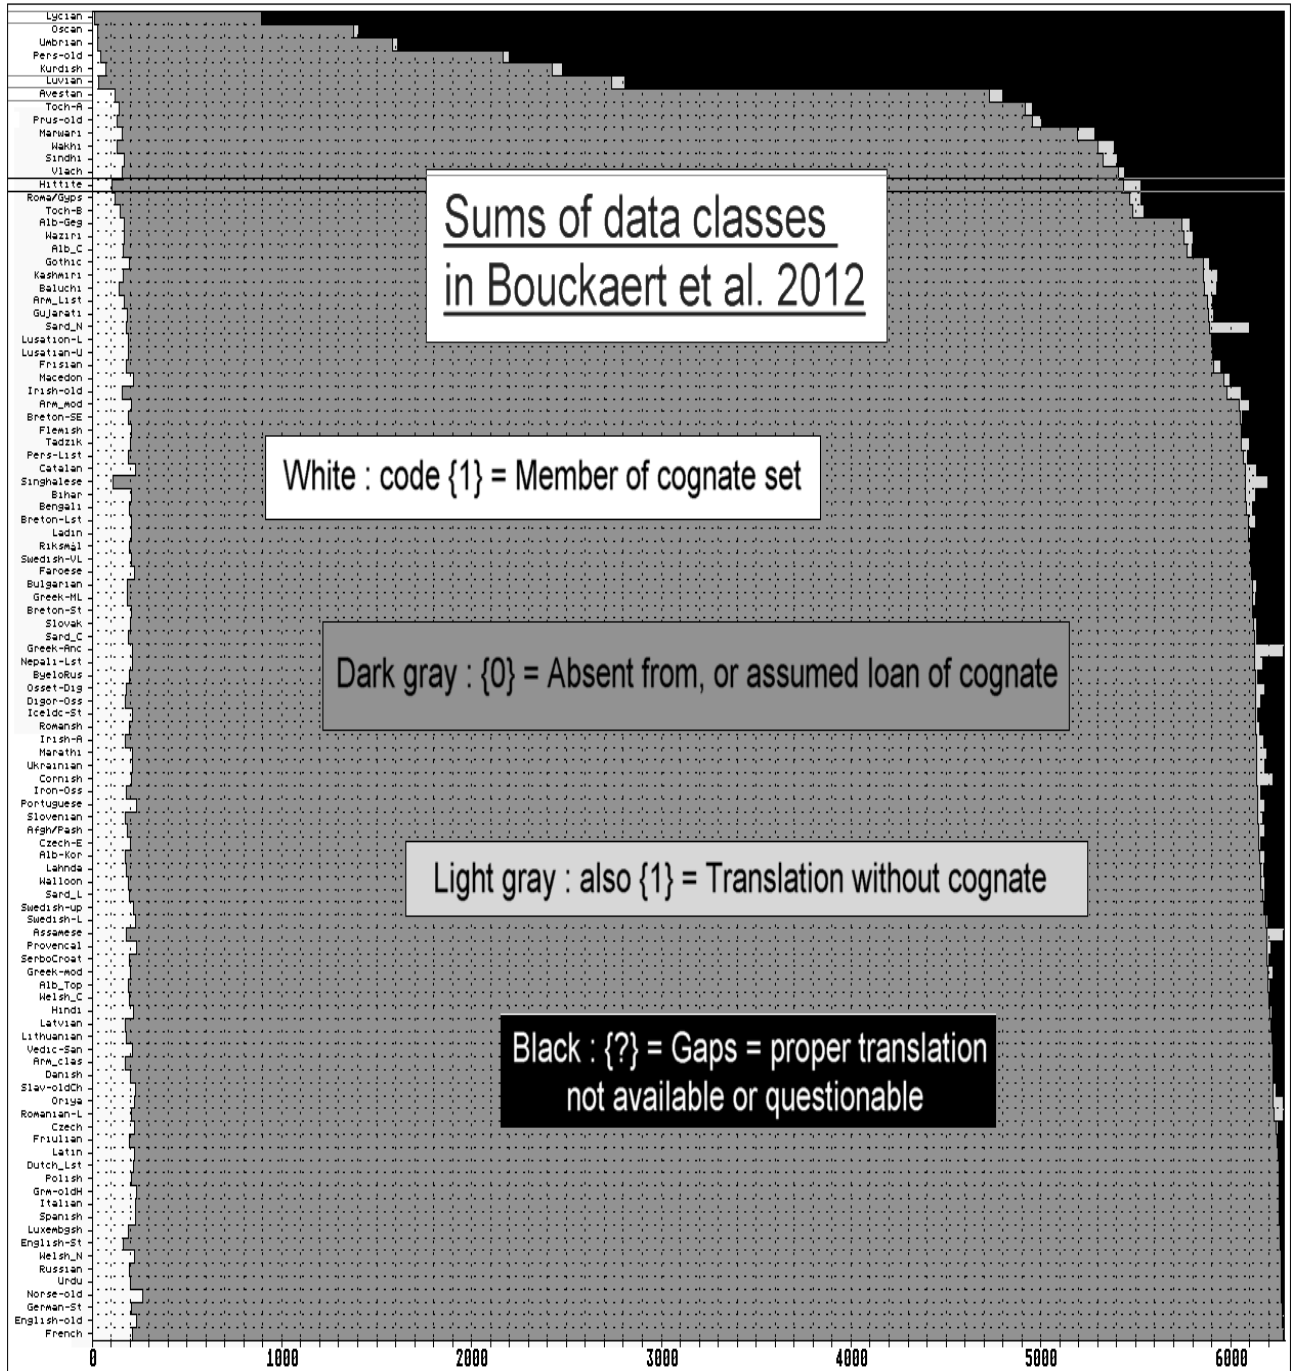 Lycian
Oscan
Umbrian
Pers-old
Kurdish
Luvian
Avestan
Toch-A
Prus-old
Marwari
Wakhi
Sindhi
Vlach
Hittite
Roma/Gyps
Toch-B
Alb-Geg
Waziri
Alb_C
Gothic
Kashmiri
Baluchi
Arm_List
Gujarati
Sard_N
Lusation-L
Lusatian-U
Frisian
Macedon
Irish-old
Arm_mod
Breton-SE
Flemish
Tadzik
Pers-List
Catalan
Singhalese
Bihar
Bengali
Breton-Lst
Ladin
Riksmål
Swedish-VL
Faroese
Bulgarian
Greek-ML
Breton-St
Slovak
Sard_C
Greek-Anc
Nepali-Lst
ByeloRus
Osset-Dig
Digor-Oss
Iceldc-St
Romansh
Irish-A
Marathi
Ukrainian
Cornish
Iron-Oss
Portuguese
Slovenian
Afgh/Pash
Czech-E
Alb-Kor
Lahnda
Walloon
Sard_L
Swedish-up
Swedish-L
Assamese
Provencal
SerboCroat
Greek-mod
Alb_Top
Welsh_C
Hindi
Latvian
Lithuanian
Vedic-San
Arm_clas
Danish
Slav-oldCh
Oriya
Romanian-L
Czech
Friulian
Latin
Dutch_Lst
Polish
Grm-oldH
Italian
Spanish
Luxembgsh
English-St
Welsh_N
Russian
Urdu
Norse-old
German-St
English-old
French
Sums of data classes
in Bouckaert et al. 2012
White : code {1} = Member of cognate set
Dark gray : {0} = Absent from, or assumed loan of cognate
Light gray : also {1} = Translation without cognate
Black : {?} = Gaps = proper translation
not available or questionable
0 1000 2000 3000 4000 5000 6000